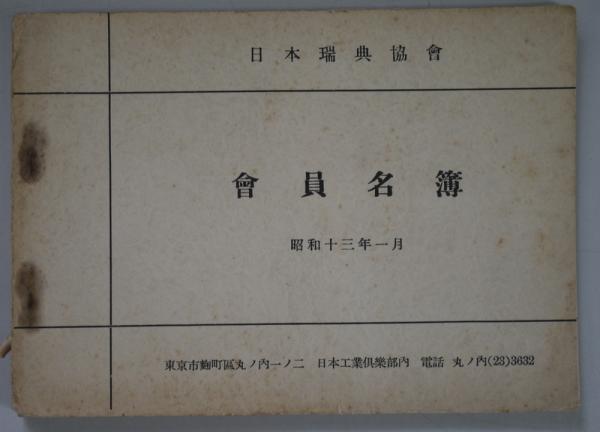 日本瑞典協會
會員名簿
昭和十三年一月
東京市麹町區丸ノ內一ノ二 日本工業俱樂部內 電話 丸ノ內(23)3632